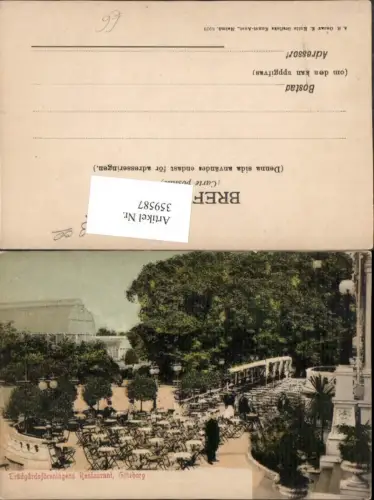 66
Bostad
(om den kan uppgifvas)
Adressort
(Denna sida användes endast för adresseringen.)
BREF
(Carte postale)
Artikel Nr.
359587
Trädgårdsföreningens Restaurant, Göteborg